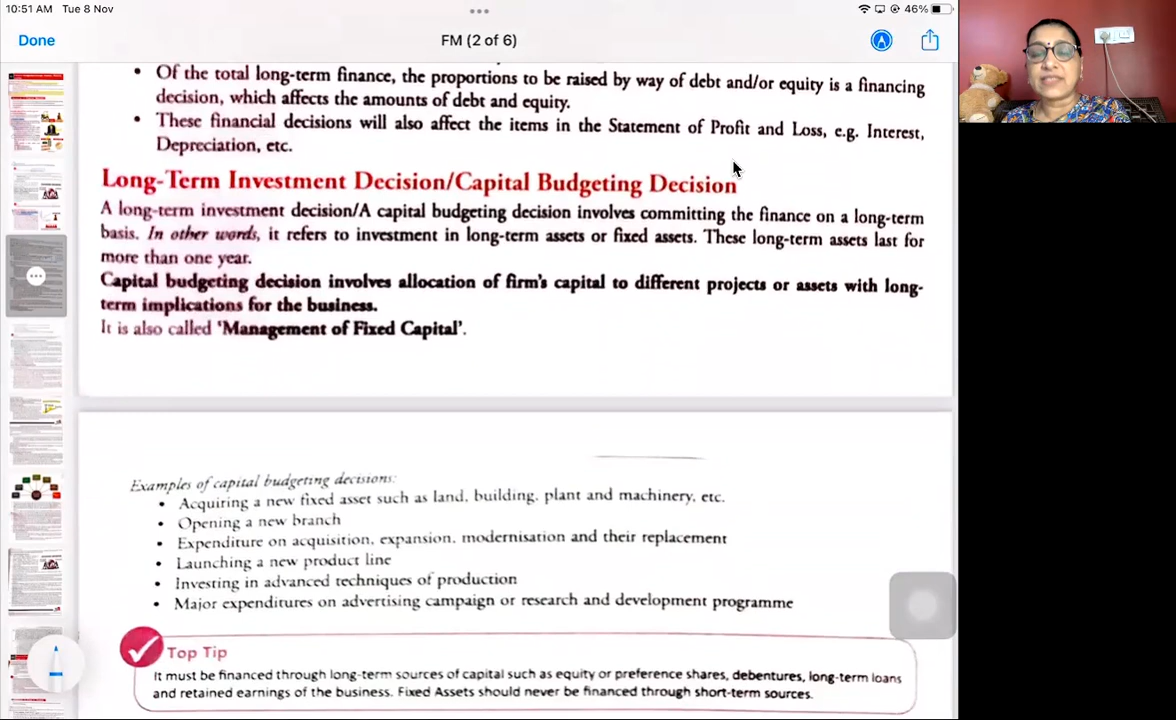 10:51 AM Tue 8 Nov
46%
Done
FM (2 of 6)
• Of the total long-term finance, the proportions to be raised by way of debt and/or equity is a financing
decision, which affects the amounts of debt and equity.
• These financial decisions will also affect the items in the Statement of Profit and Loss, e.g. Interest,
Depreciation, etc.
Long-Term Investment Decision/Capital Budgeting Decision
A long-term investment decision/A capital budgeting decision involves committing the finance on a long-term
basis. In other words, it refers to investment in long-term assets or fixed assets. These long-term assets last for
more than one year.
Capital budgeting decision involves allocation of firm's capital to different projects or assets with long-
term implications for the business.
It is also called 'Management of Fixed Capital'.
Examples of capital budgeting decisions:
• Acquiring a new fixed asset such as land, building, plant and machinery, etc.
• Opening a new branch
• Expenditure on acquisition, expansion, modernisation and their replacement
• Launching a new product line
• Investing in advanced techniques of production
• Major expenditures on advertising campaign or research and development programme
Top Tip
It must be financed through long-term sources of capital such as equity or preference shares, debentures, long-term loans
and retained earnings of the business. Fixed Assets should never be financed through short-term sources.